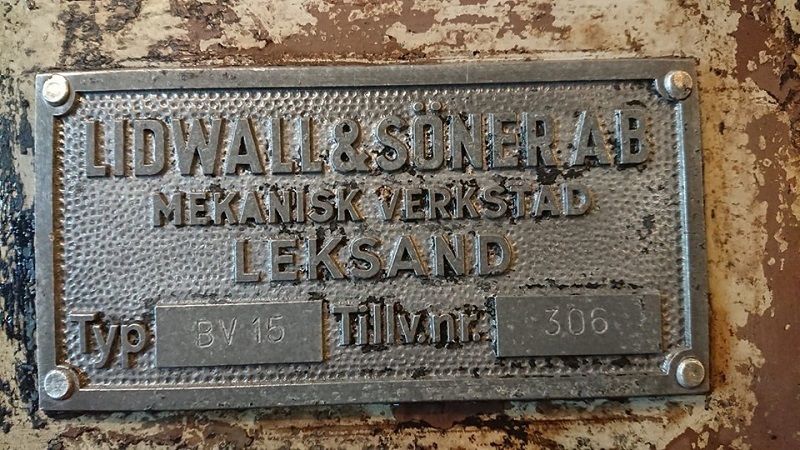 LIDWALL & SÖNER AB
MEKANISK VERKSTAD
LEKSAND
Typ BV 15 Tillv.nr. 306